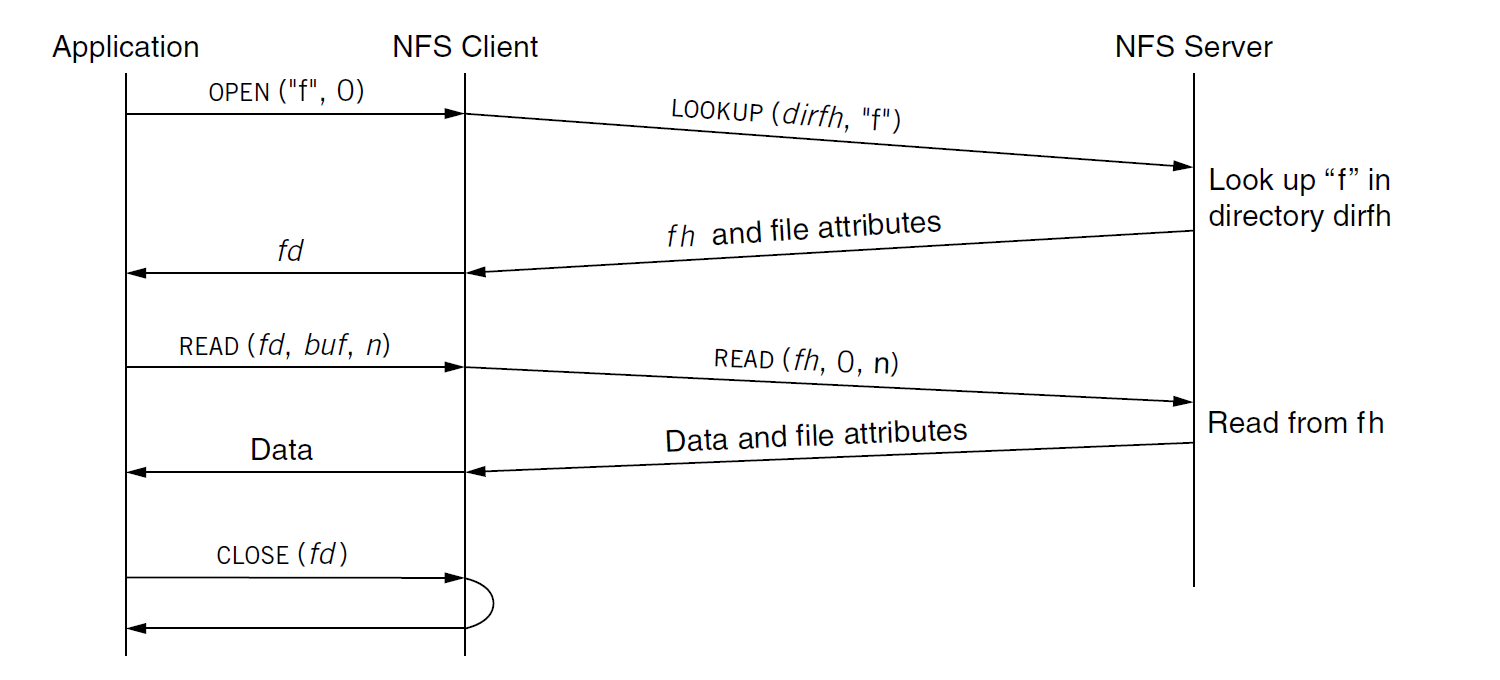 Application
NFS Client
NFS Server
OPEN ("f", 0)
LOOKUP (dirfh, "f")
Look up “f” in
directory dirfh
fh and file attributes
fd
READ (fd, buf, n)
READ (fh, 0, n)
Read from fh
Data and file attributes
Data
CLOSE (fd)